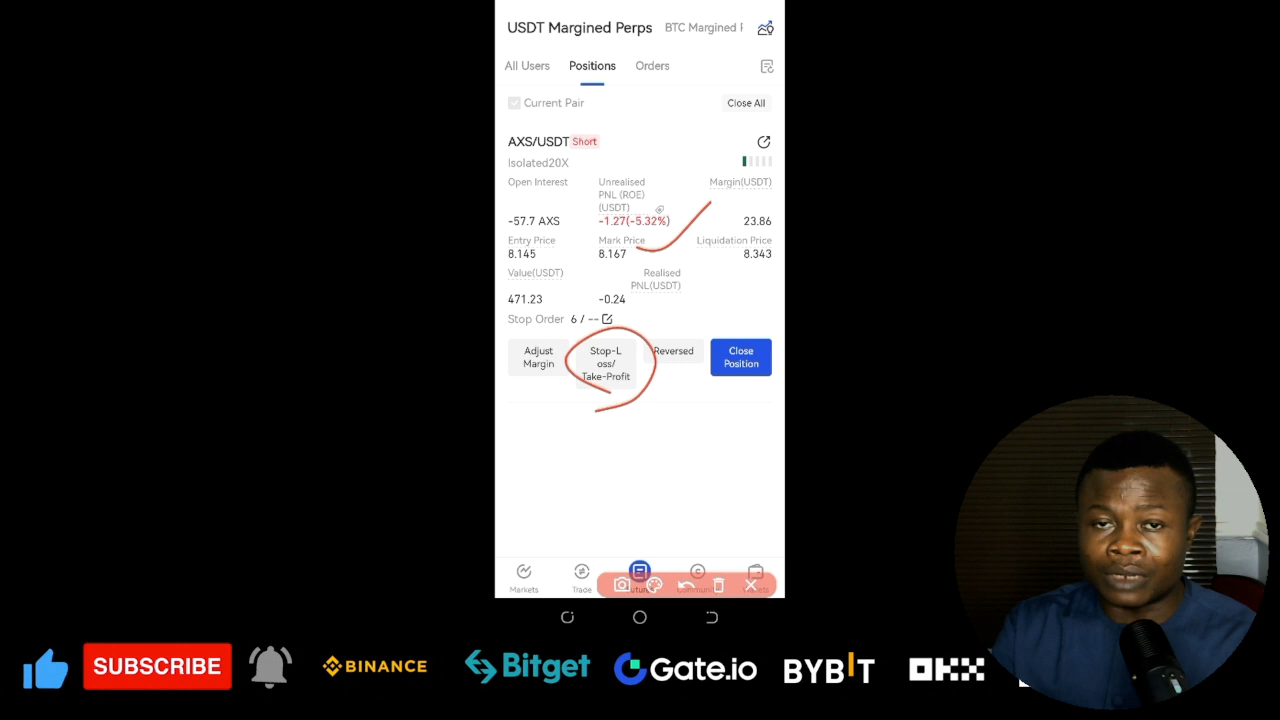 USDT Margined Perps BTC Margined
All Users Positions Orders
Current Pair Close All
AXS/USDT Short
Isolated20X
Open Interest Unrealised PNL (ROE) (USDT) Margin(USDT)
-57.7 AXS -1.27(-5.32%) 23.86
Entry Price Mark Price Liquidation Price
8.145 8.167 8.343
Value(USDT) Realised PNL(USDT)
471.23 -0.24
Stop Order 6 / --
Adjust Margin
Stop-L
oss/
Take-Profit
Reversed
Close Position
Markets Trade
SUBSCRIBE BINANCE Bitget Gate.io BYBIT OKX